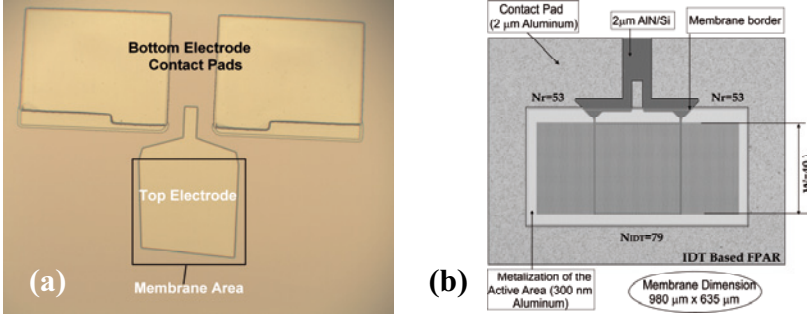 Bottom Electrode
Contact Pads
Top Electrode
Membrane Area
(a)
Contact Pad
(2 μm Aluminum)
2μm AlN/Si
Membrane border
Nr=53
Nr=53
NIDT=79
IDT Based FPAR
Metalization of the
Active Area (300 nm
Aluminum)
Membrane Dimension
980 μm x 635 μm
(b)